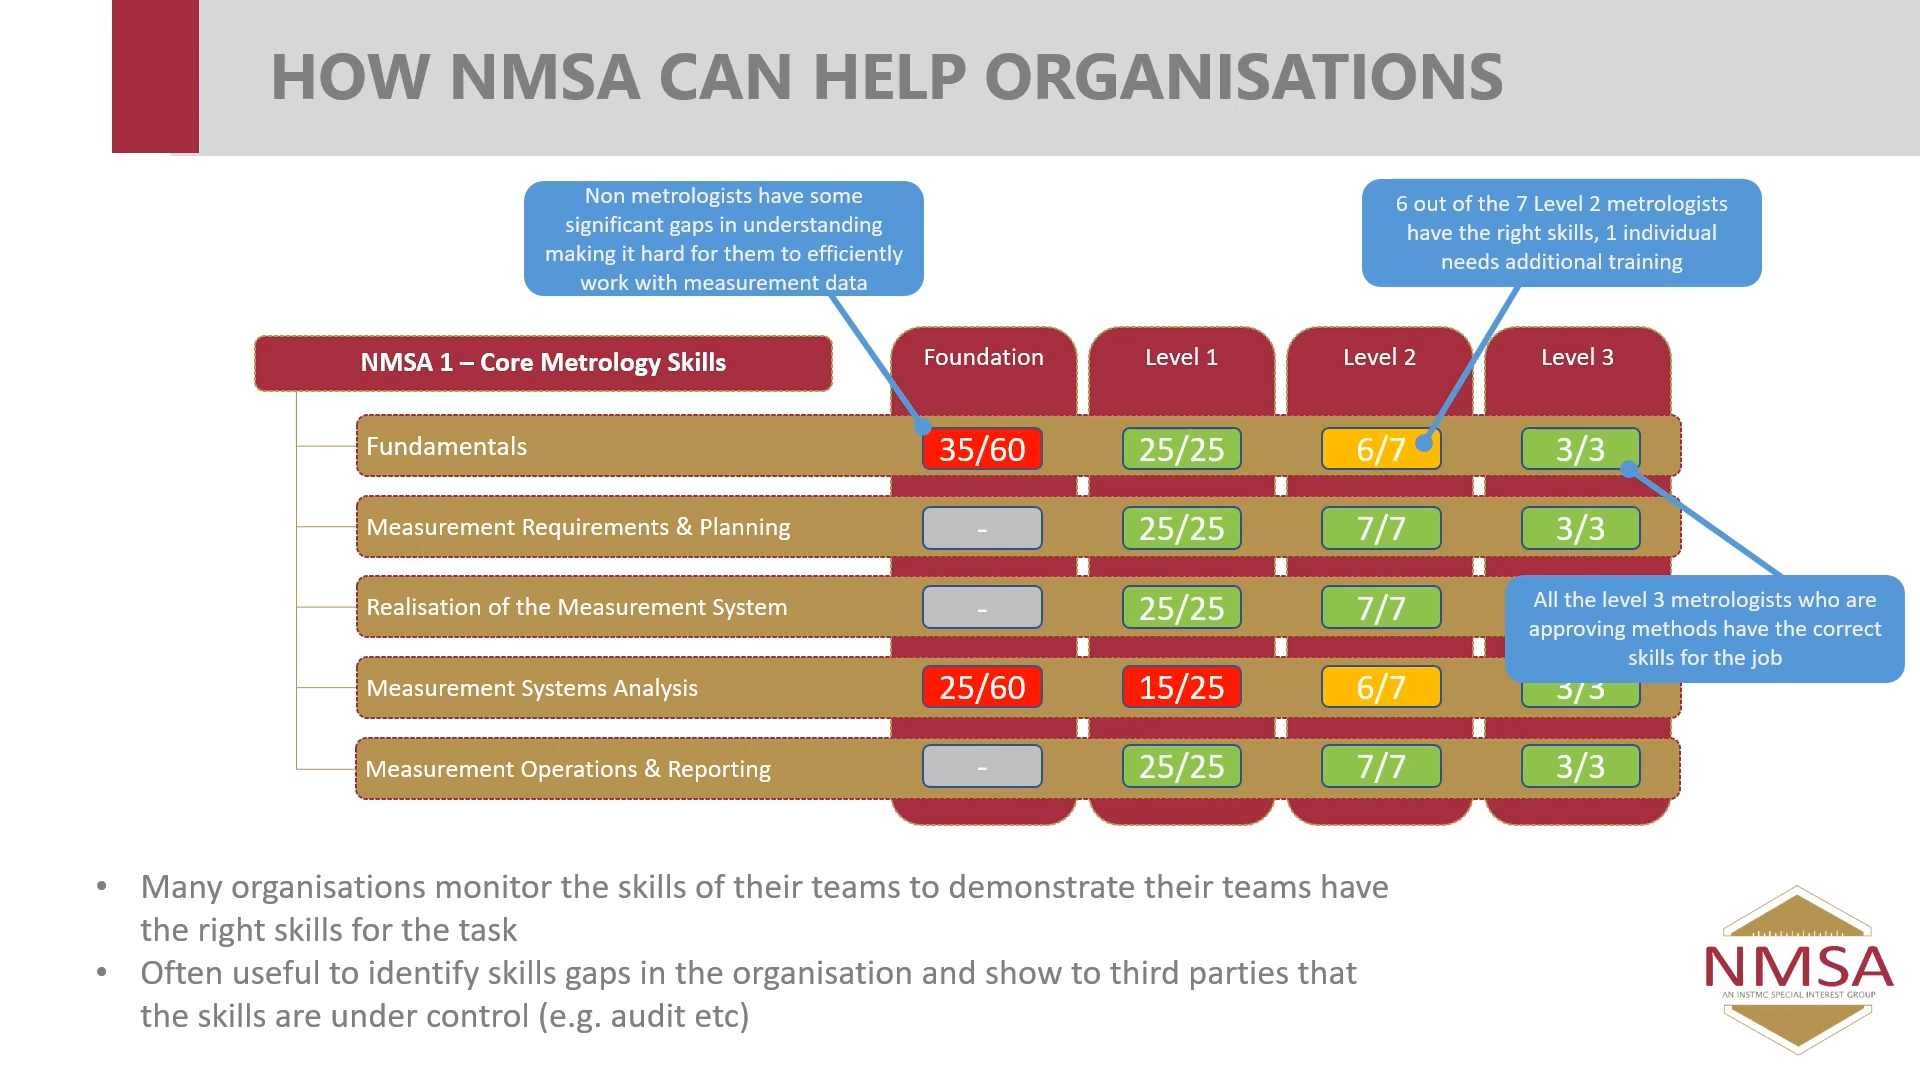 HOW NMSA CAN HELP ORGANISATIONS
Non metrologists have some
significant gaps in understanding
making it hard for them to efficiently
work with measurement data
6 out of the 7 Level 2 metrologists
have the right skills, 1 individual
needs additional training
NMSA 1 – Core Metrology Skills
Foundation
Level 1
Level 2
Level 3
Fundamentals
35/60
25/25
6/7
3/3
Measurement Requirements & Planning
-
25/25
7/7
3/3
Realisation of the Measurement System
-
25/25
7/7
All the level 3 metrologists who are
approving methods have the correct
skills for the job
Measurement Systems Analysis
25/60
15/25
6/7
3/3
Measurement Operations & Reporting
-
25/25
7/7
3/3
• Many organisations monitor the skills of their teams to demonstrate their teams have
the right skills for the task
• Often useful to identify skills gaps in the organisation and show to third parties that
the skills are under control (e.g. audit etc)
NMSA
AN INSTMC SPECIAL INTEREST GROUP